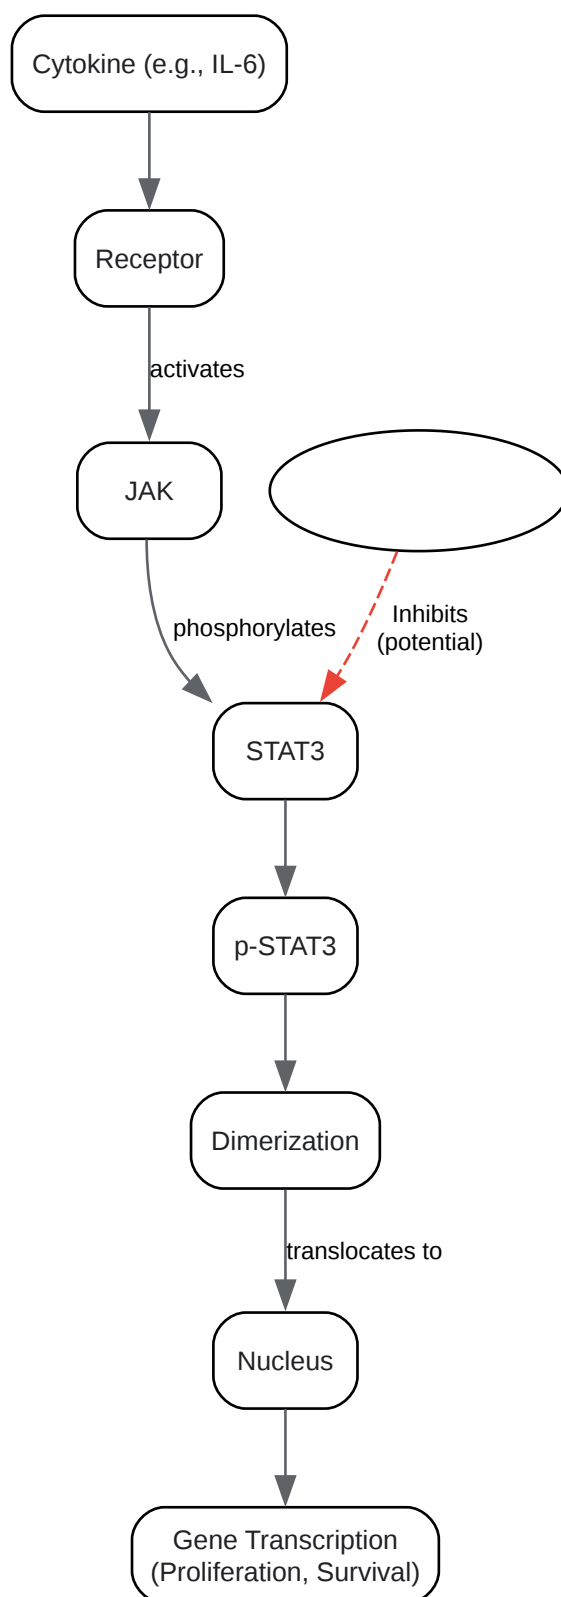 Cytokine (e.g., IL-6)
Receptor
activates
JAK
phosphorylates
Inhibits
(potential)
STAT3
p-STAT3
Dimerization
translocates to
Nucleus
Gene Transcription
(Proliferation, Survival)